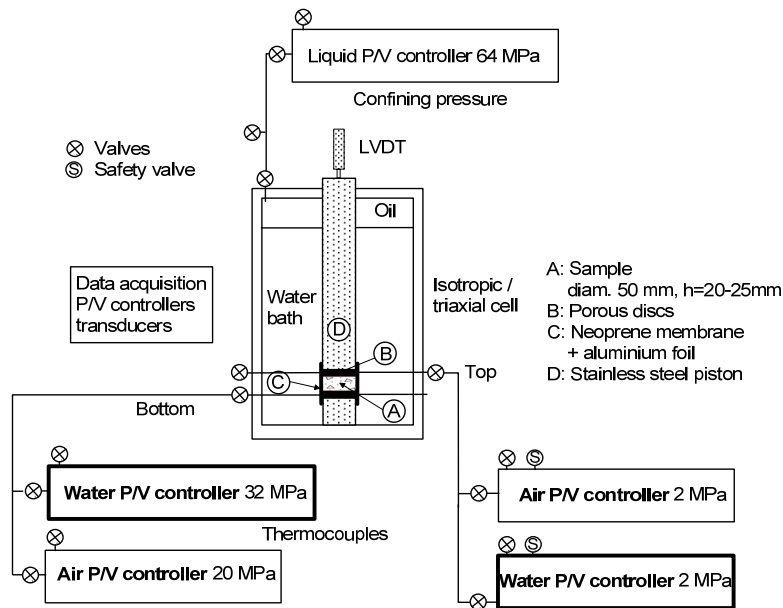 Liquid P/V controller 64 MPa
Confining pressure
LVDT
Valves
S Safety valve
Oil
Data acquisition
P/V controllers
transducers
Water
bath
Isotropic /
triaxial cell
A: Sample
diam. 50 mm, h=20-25mm
B: Porous discs
C: Neoprene membrane
+ aluminium foil
D: Stainless steel piston
D
B
C
A
Top
Bottom
Water P/V controller 32 MPa
Thermocouples
Air P/V controller 20 MPa
S
Air P/V controller 2 MPa
S
Water P/V controller 2 MPa